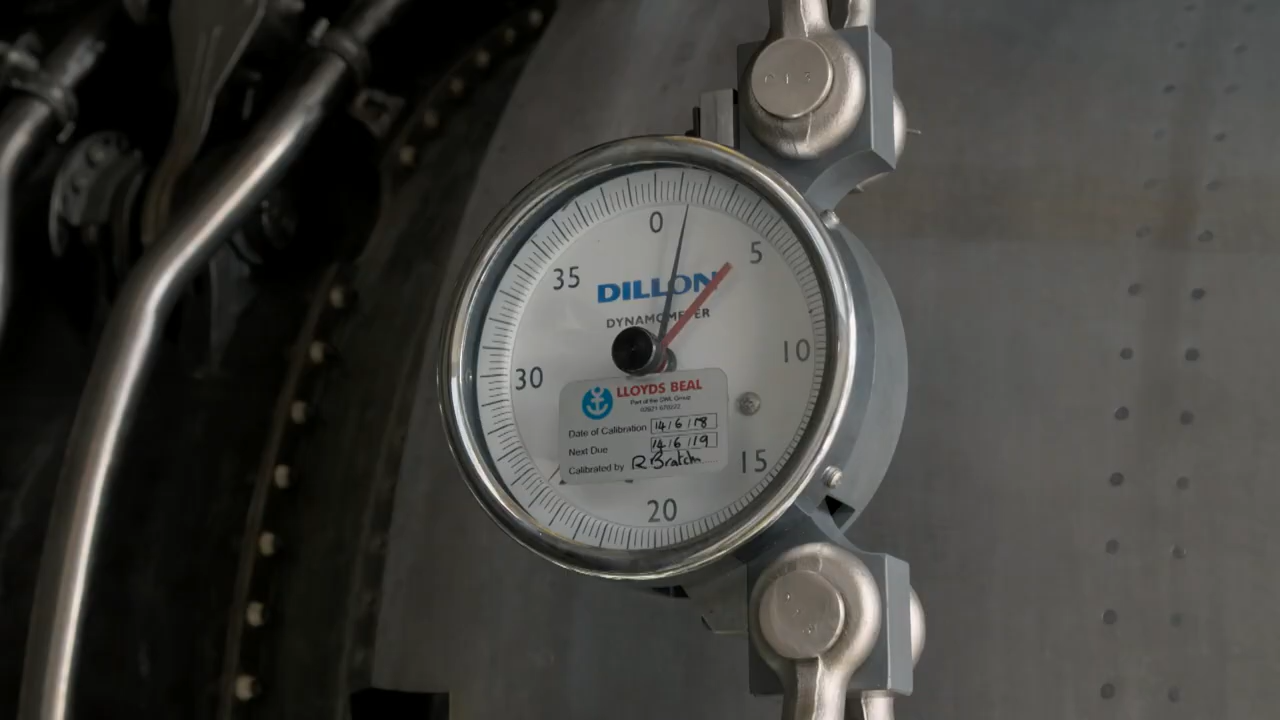 0
5
35
DILLON
DYNAMOMETER
10
30
LLOYDS BEAL
Part of the DWL Group
Date of Calibration 14/6/18
Next Due 14/6/19
Calibrated by R Bratch
15
20